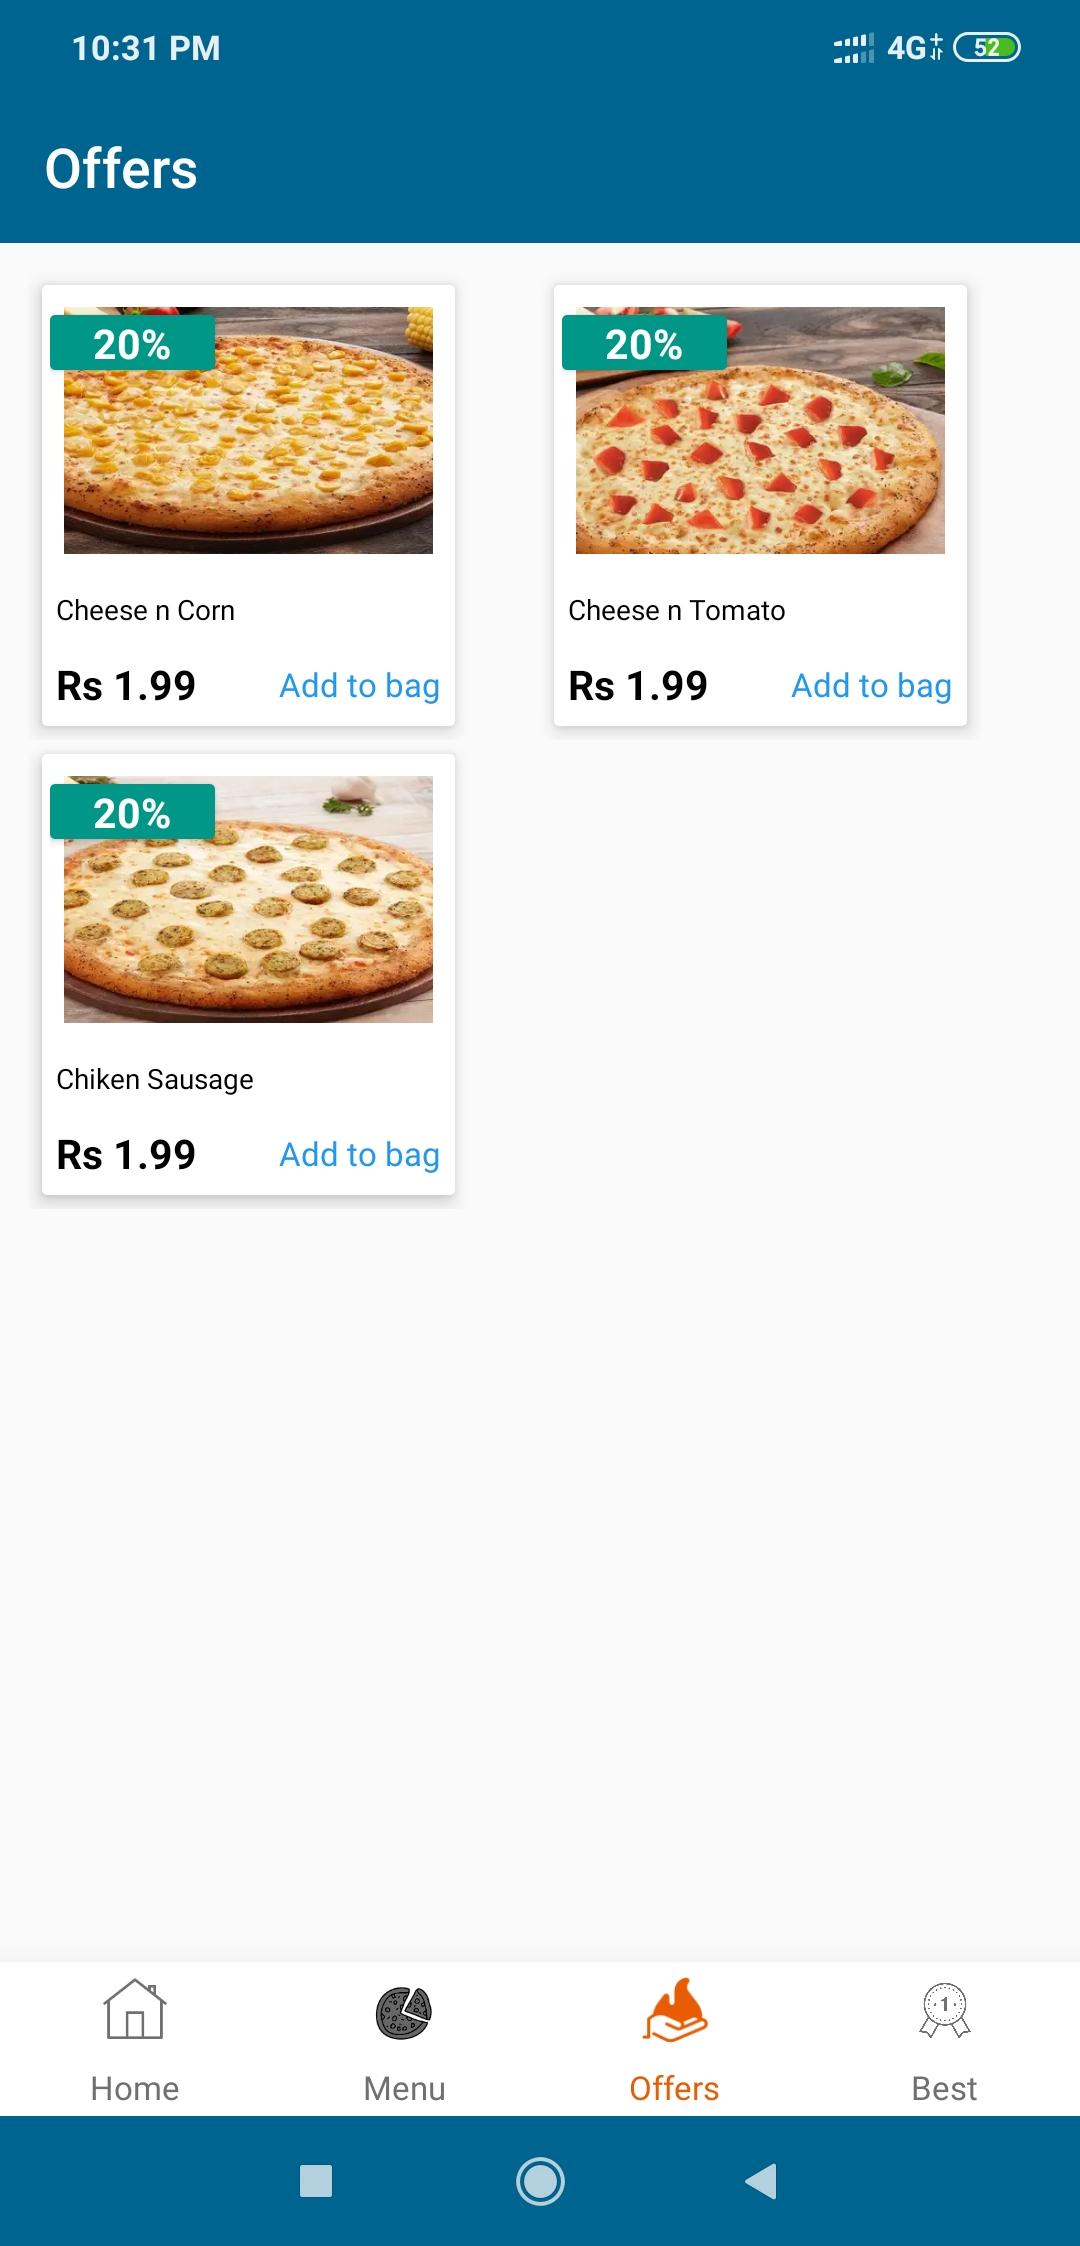 10:31 PM 4G+ 52
Offers
20% 20%
Cheese n Corn Cheese n Tomato
Rs 1.99 Add to bag Rs 1.99 Add to bag
20%
Chiken Sausage
Rs 1.99 Add to bag
1
Home Menu Offers Best